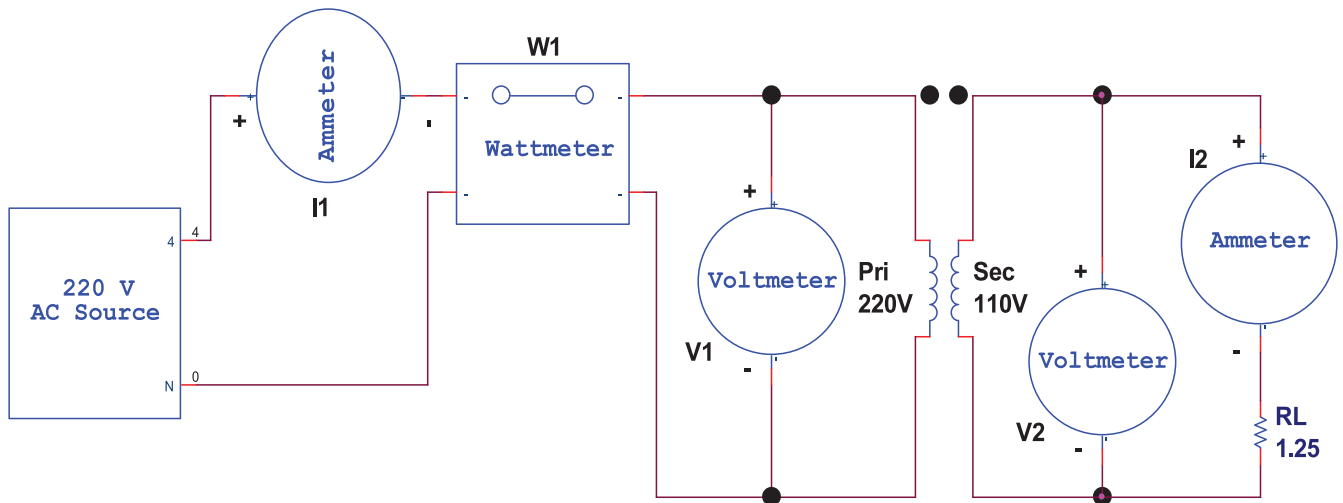 W1
Ammeter
+
-
+
-
I1
-
-
Wattmeter
-
-
4
4
220 V
AC Source
N
0
+
+
Voltmeter
V1
-
-
Pri
220V
Sec
110V
+
+
Voltmeter
V2
-
-
I2
+
+
Ammeter
-
-
RL
1.25